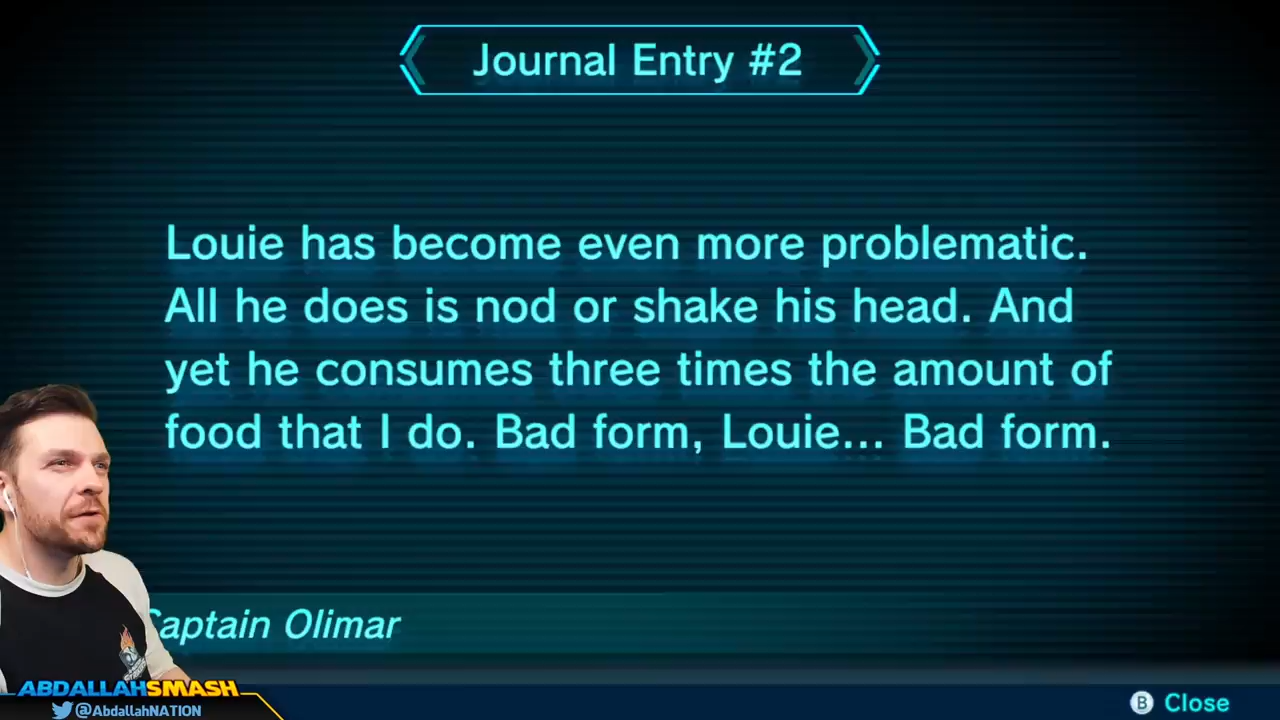 Journal Entry #2
Louie has become even more problematic.
All he does is nod or shake his head. And
yet he consumes three times the amount of
food that I do. Bad form, Louie... Bad form.
Captain Olimar
ABDALLAHSMASH
@AbdallahNATION
B Close